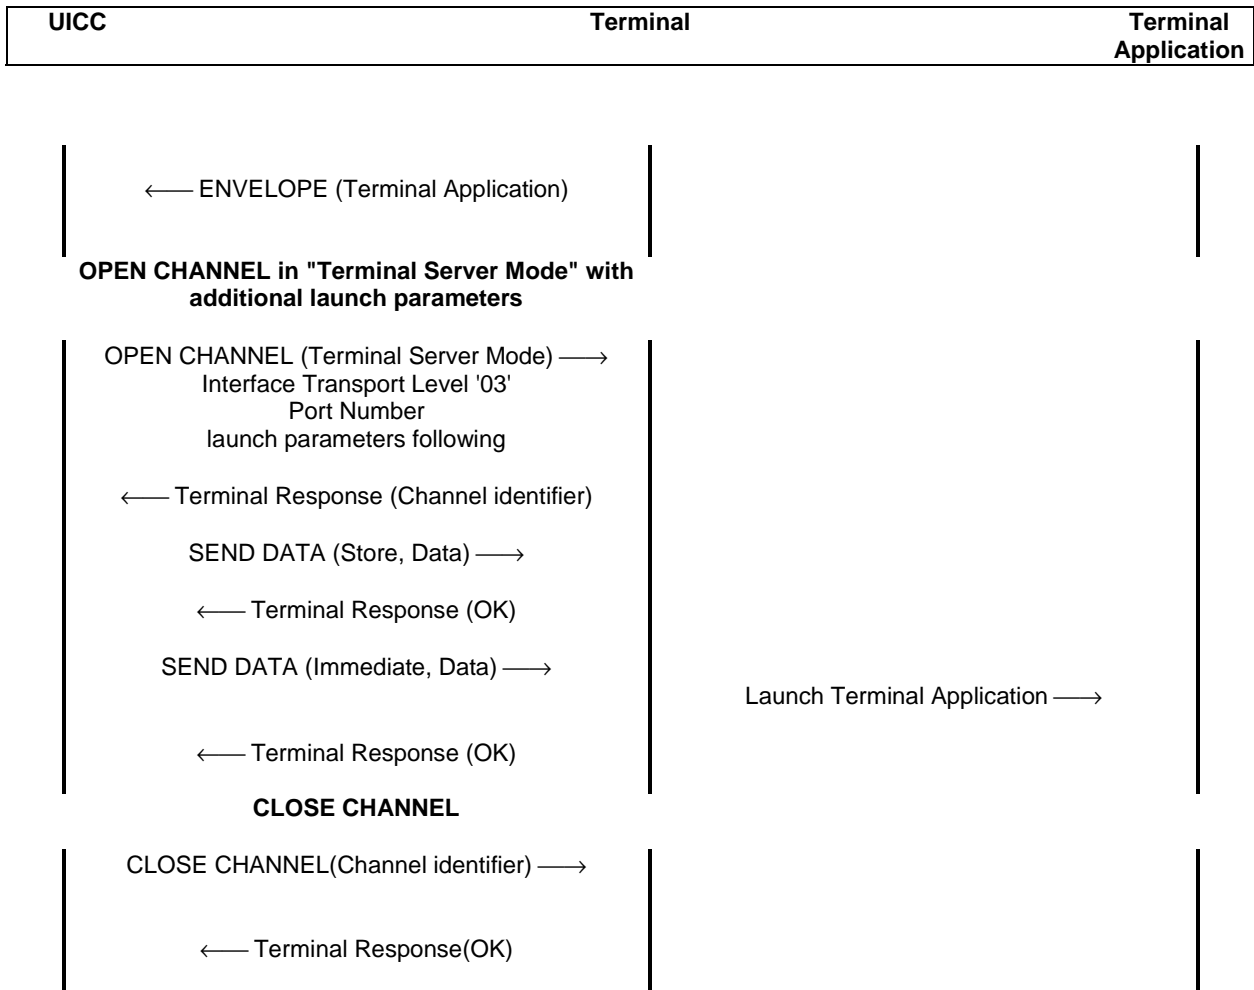 UICC Terminal Terminal Application
←— ENVELOPE (Terminal Application)
OPEN CHANNEL in "Terminal Server Mode" with
additional launch parameters
OPEN CHANNEL (Terminal Server Mode) —→
Interface Transport Level '03'
Port Number
launch parameters following
←— Terminal Response (Channel identifier)
SEND DATA (Store, Data) —→
←— Terminal Response (OK)
SEND DATA (Immediate, Data) —→
Launch Terminal Application —→
←— Terminal Response (OK)
CLOSE CHANNEL
CLOSE CHANNEL(Channel identifier) —→
←— Terminal Response(OK)